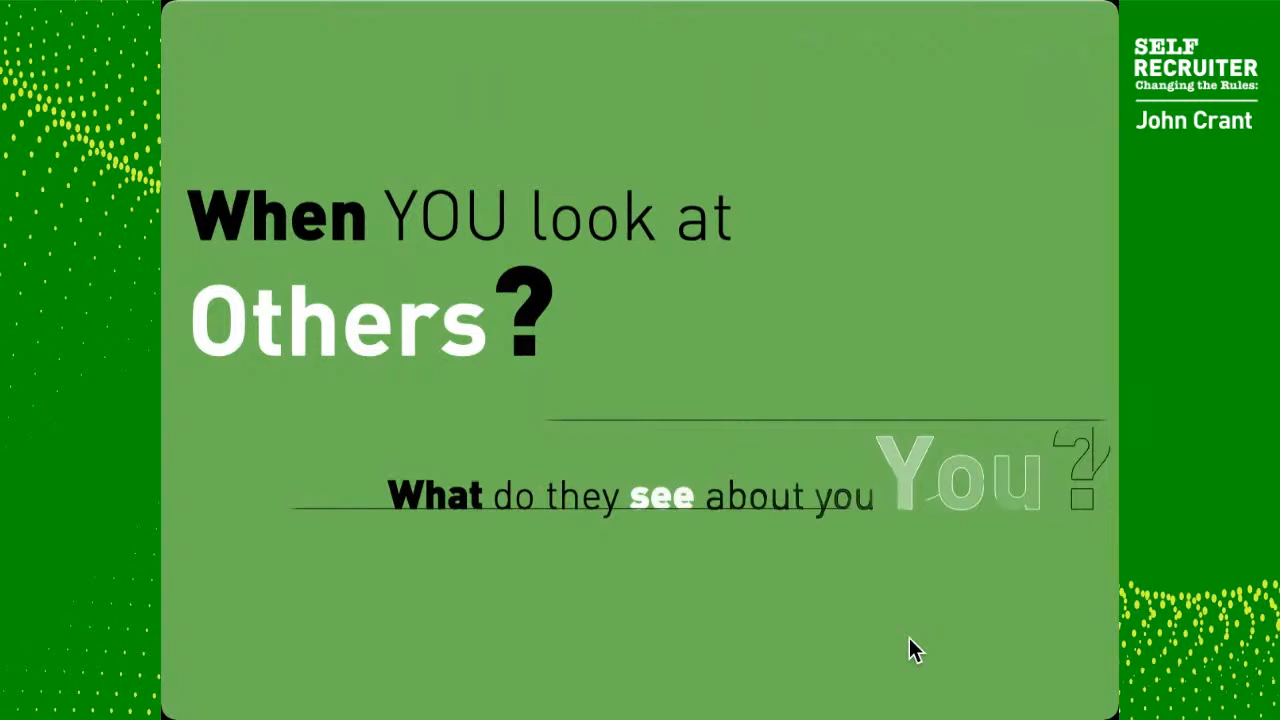 When YOU look at
Others?
What do they see about you You?
SELF
RECRUITER
Changing the Rules:
John Crant